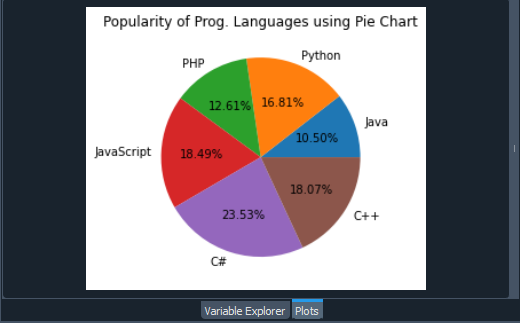 Popularity of Prog. Languages using Pie Chart
Python
PHP
16.81%
12.61%
Java
10.50%
JavaScript
18.49%
18.07%
23.53%
C++
C#
Variable Explorer
Plots